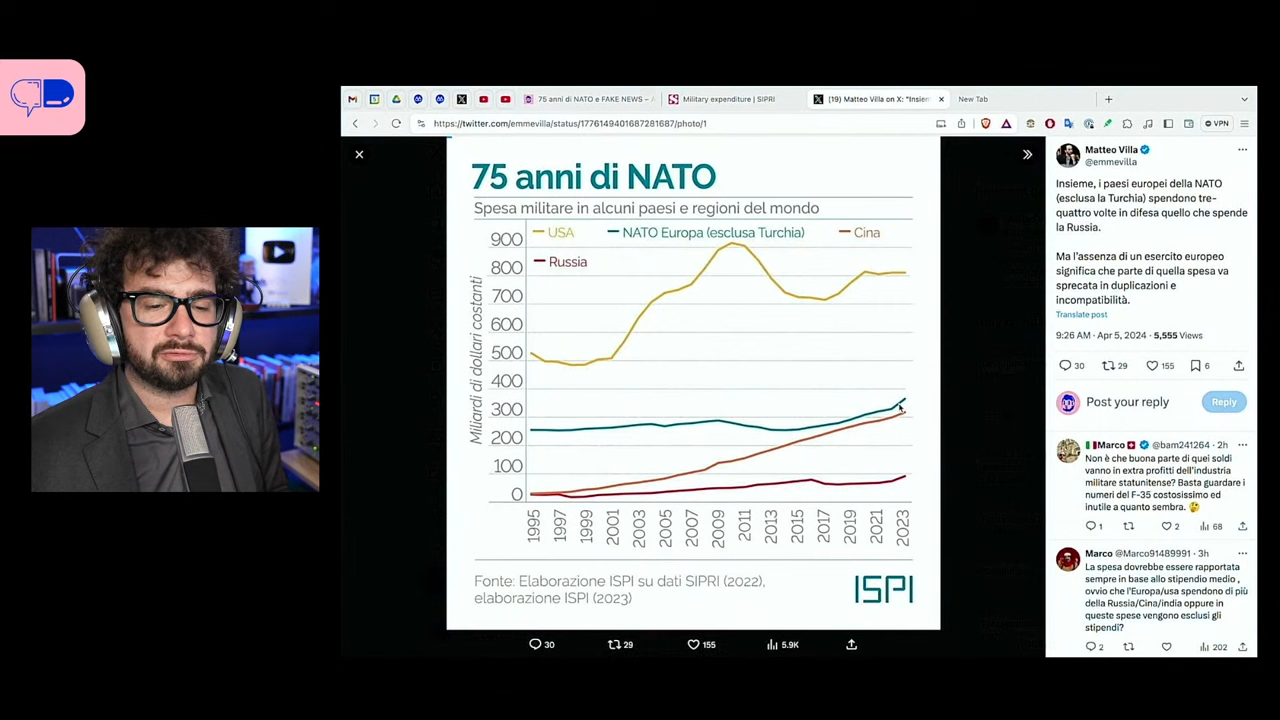 75 anni di NATO e FAKE NEWS –
Military expenditure | SIPRI
(19) Matteo Villa on X: "Insiem
New Tab
https://twitter.com/emmevilla/status/1776149401687281687/photo/1
VPN
75 anni di NATO
Spesa militare in alcuni paesi e regioni del mondo
USA
NATO Europa (esclusa Turchia)
Cina
Russia
Miliardi di dollari costanti
900
800
700
600
500
400
300
200
100
0
1995
1997
1999
2001
2003
2005
2007
2009
2011
2013
2015
2017
2019
2021
2023
Fonte: Elaborazione ISPI su dati SIPRI (2022),
elaborazione ISPI (2023)
ISPI
30
29
155
5.9K
Matteo Villa
@emmevilla
Insieme, i paesi europei della NATO
(esclusa la Turchia) spendono tre-
quattro volte in difesa quello che spende
la Russia.
Ma l'assenza di un esercito europeo
significa che parte di quella spesa va
sprecata in duplicazioni e
incompatibilità.
Translate post
9:26 AM · Apr 5, 2024 · 5,555 Views
30
29
155
6
Post your reply
Reply
Marco @bam241264 · 2h
Non è che buona parte di quei soldi
vanno in extra profitti dell'industria
militare statunitense? Basta guardare i
numeri del F-35 costosissimo ed
inutile a quanto sembra.
1
2
68
Marco @Marco91489991 · 3h
La spesa dovrebbe essere rapportata
sempre in base allo stipendio medio ,
ovvio che l'Europa/usa spendono di più
della Russia/Cina/india oppure in
queste spese vengono esclusi gli
stipendi?
2
202